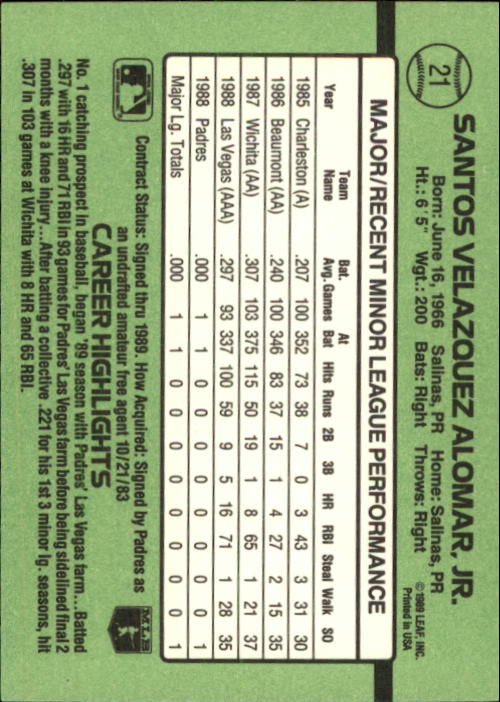 21
SANTOS VELAZQUEZ ALOMAR, JR.
Born: June 16, 1966 Salinas, PR Home: Salinas, PR
Ht.: 6'5" Wgt.: 200 Bats: Right Throws: Right
©1989 LEAF, INC.
Printed in USA
MAJOR/RECENT MINOR LEAGUE PERFORMANCE
Year Team Name Bat. Avg. Games At Bat Hits Runs 2B 3B HR RBI Steal Walk SO
1985 Charleston (A) .207 100 352 73 38 7 0 3 43 3 31 30
1986 Beaumont (AA) .240 100 346 83 37 15 1 4 27 2 15 35
1987 Wichita (AA) .307 103 375 115 50 19 1 8 65 1 21 37
1988 Las Vegas (AAA) .297 93 337 100 59 9 5 16 71 1 28 35
1988 Padres .000 1 1 0 0 0 0 0 0 0 0 1
Major Lg. Totals .000 1 1 0 0 0 0 0 0 0 0 1
Contract Status: Signed thru 1989. How Acquired: Signed by Padres as
an undrafted amateur free agent 10/21/83
MLB
CAREER HIGHLIGHTS
No. 1 catching prospect in baseball, began '89 season with Padres' Las Vegas farm...Batted
.297 with 16 HR and 71 RBI in 93 games for Padres' Las Vegas farm before being sidelined final 2
months with a knee injury...After batting a collective .221 for his 1st 3 minor lg. seasons, hit
.307 in 103 games at Wichita with 8 HR and 65 RBI.